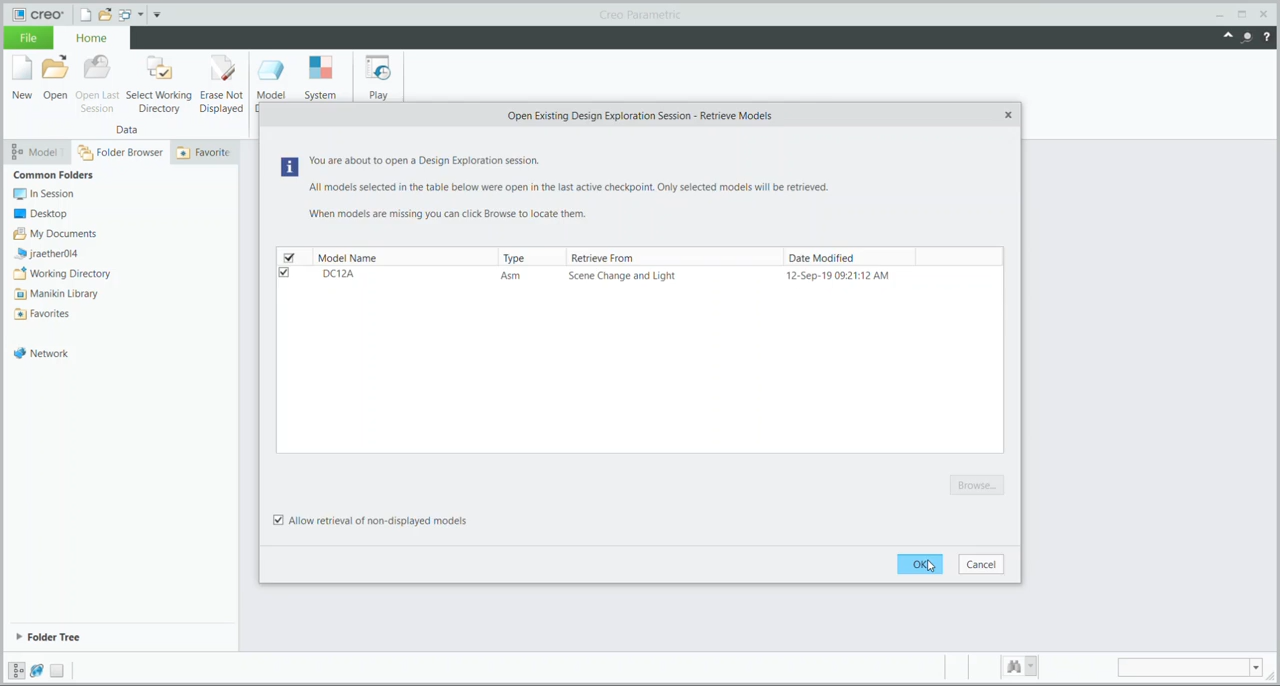 creo
Creo Parametric
File Home
?
New Open Open Last Session Select Working Directory Erase Not Displayed Model System Play
Data
Open Existing Design Exploration Session - Retrieve Models
Model Folder Browser Favorite
Common Folders
In Session
Desktop
My Documents
jraether0l4
Working Directory
Manikin Library
Favorites
Network
Folder Tree
i
You are about to open a Design Exploration session.
All models selected in the table below were open in the last active checkpoint. Only selected models will be retrieved.
When models are missing you can click Browse to locate them.
Model Name Type Retrieve From Date Modified
DC12A Asm Scene Change and Light 12-Sep-19 09:21:12 AM
Browse...
Allow retrieval of non-displayed models
OK Cancel